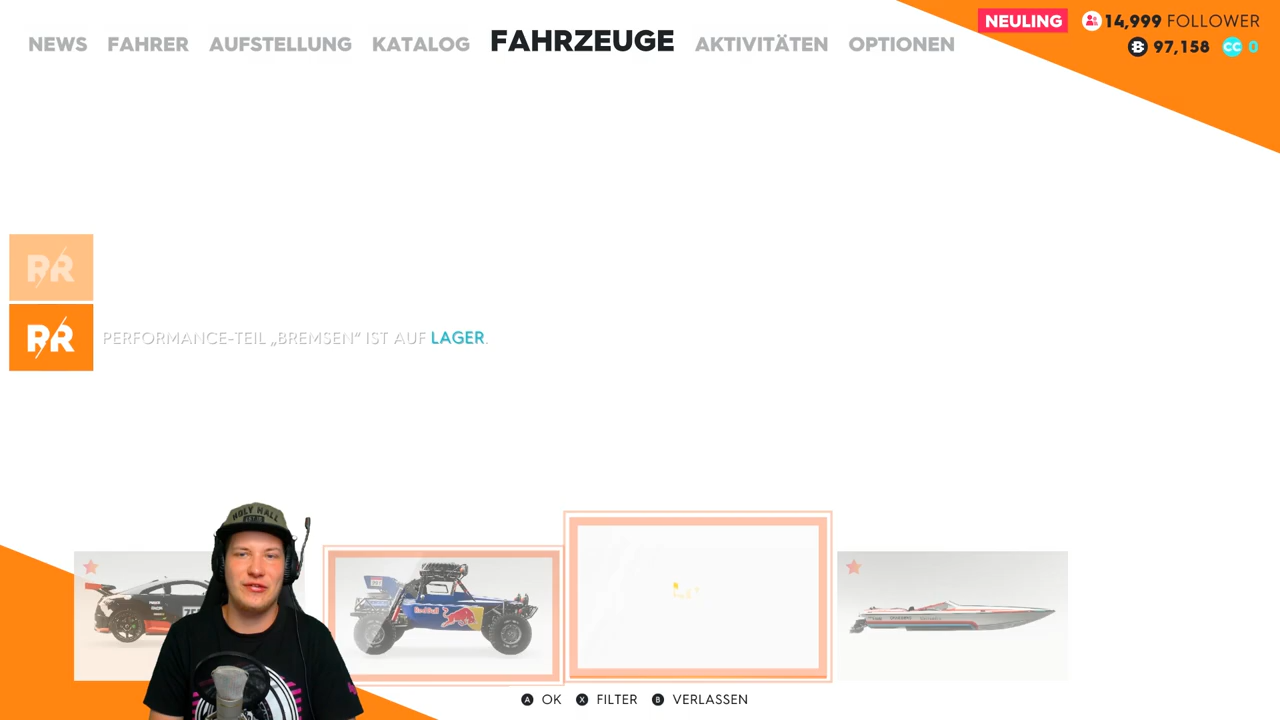 NEWS FAHRER AUFSTELLUNG KATALOG FAHRZEUGE AKTIVITÄTEN OPTIONEN
NEULING 14,999 FOLLOWER
97,158 CC 0
RR
RR PERFORMANCE-TEIL „BREMSEN“ IST AUF LAGER.
HOLY HALL
Red Bull
A OK X FILTER B VERLASSEN